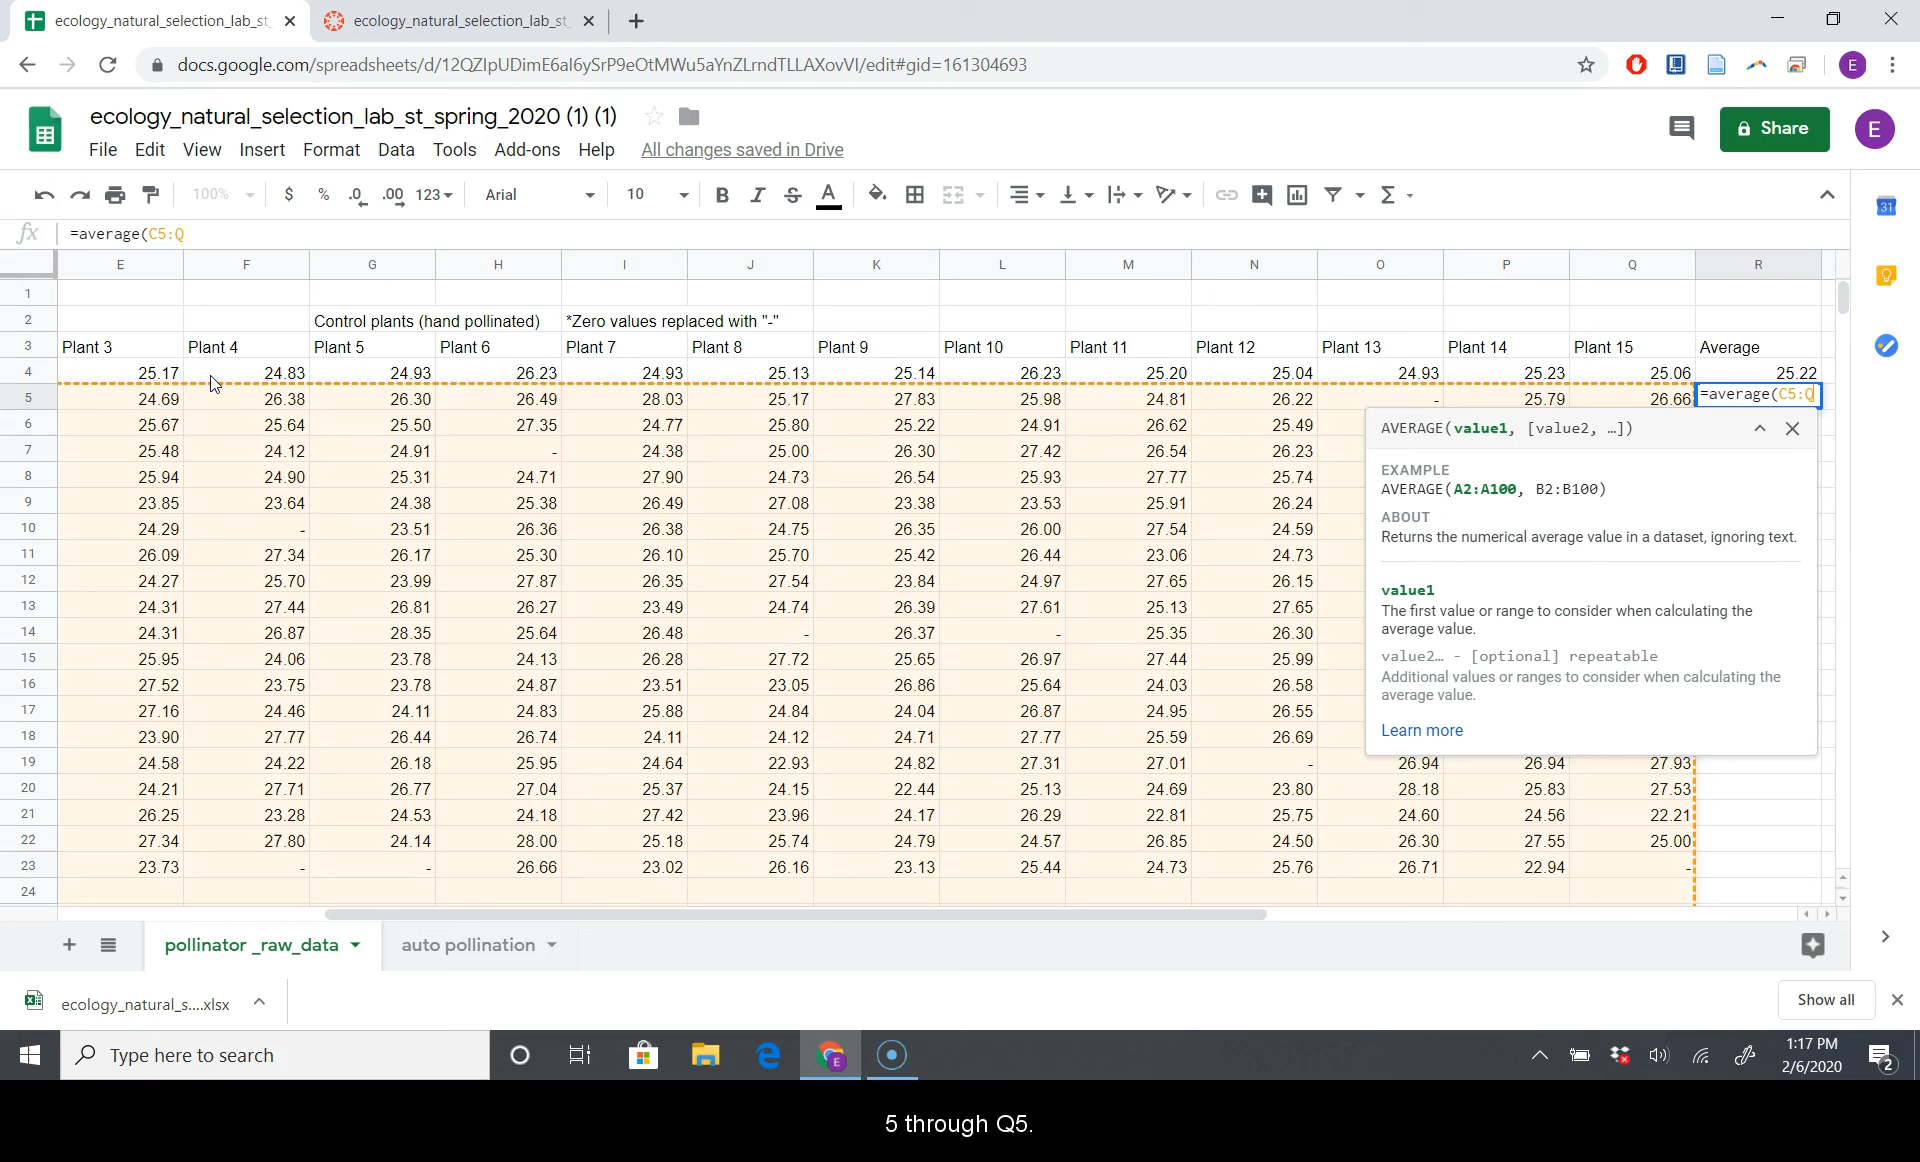 ecology_natural_selection_lab_st
ecology_natural_selection_lab_st
docs.google.com/spreadsheets/d/12QZIpUDimE6aI6ySrP9eOtMWu5aYnZLrndTLLAXovVI/edit#gid=161304693
E
ecology_natural_selection_lab_st_spring_2020 (1) (1)
Share
E
File Edit View Insert Format Data Tools Add-ons Help All changes saved in Drive
100% $ % .0 .00 123 Arial 10 B I S A Σ
31
fx =average(C5:Q
E F G H I J K L M N O P Q R
1
2 Control plants (hand pollinated) *Zero values replaced with "-"
3 Plant 3 Plant 4 Plant 5 Plant 6 Plant 7 Plant 8 Plant 9 Plant 10 Plant 11 Plant 12 Plant 13 Plant 14 Plant 15 Average
4 25.17 24.83 24.93 26.23 24.93 25.13 25.14 26.23 25.20 25.04 24.93 25.23 25.06 25.22
5 24.69 26.38 26.30 26.49 28.03 25.17 27.83 25.98 24.81 26.22 - 25.79 26.66 =average(C5:Q
6 25.67 25.64 25.50 27.35 24.77 25.80 25.22 24.91 26.62 25.49
7 25.48 24.12 24.91 - 24.38 25.00 26.30 27.42 26.54 26.23
8 25.94 24.90 25.31 24.71 27.90 24.73 26.54 25.93 27.77 25.74
9 23.85 23.64 24.38 25.38 26.49 27.08 23.38 23.53 25.91 26.24
10 24.29 - 23.51 26.36 26.38 24.75 26.35 26.00 27.54 24.59
11 26.09 27.34 26.17 25.30 26.10 25.70 25.42 26.44 23.06 24.73
12 24.27 25.70 23.99 27.87 26.35 27.54 23.84 24.97 27.65 26.15
13 24.31 27.44 26.81 26.27 23.49 24.74 26.39 27.61 25.13 27.65
14 24.31 26.87 28.35 25.64 26.48 - 26.37 - 25.35 26.30
15 25.95 24.06 23.78 24.13 26.28 27.72 25.65 26.97 27.44 25.99
16 27.52 23.75 23.78 24.87 23.51 23.05 26.86 25.64 24.03 26.58
17 27.16 24.46 24.11 24.83 25.88 24.84 24.04 26.87 24.95 26.55
18 23.90 27.77 26.44 26.74 24.11 24.12 24.71 27.77 25.59 26.69
19 24.58 24.22 26.18 25.95 24.64 22.93 24.82 27.31 27.01 - 26.94 26.94 27.93
20 24.21 27.71 26.77 27.04 25.37 24.15 22.44 25.13 24.69 23.80 28.18 25.83 27.53
21 26.25 23.28 24.53 24.18 27.42 23.96 24.17 26.29 22.81 25.75 24.60 24.56 22.21
22 27.34 27.80 24.14 28.00 25.18 25.74 24.79 24.57 26.85 24.50 26.30 27.55 25.00
23 23.73 - - 26.66 23.02 26.16 23.13 25.44 24.73 25.76 26.71 22.94 -
24
AVERAGE(value1, [value2, …])
EXAMPLE
AVERAGE(A2:A100, B2:B100)
ABOUT
Returns the numerical average value in a dataset, ignoring text.
value1
The first value or range to consider when calculating the
average value.
value2… - [optional] repeatable
Additional values or ranges to consider when calculating the
average value.
Learn more
+ pollinator _raw_data auto pollination
ecology_natural_s....xlsx
Show all
Type here to search
E
1:17 PM
2/6/2020
2
5 through Q5.